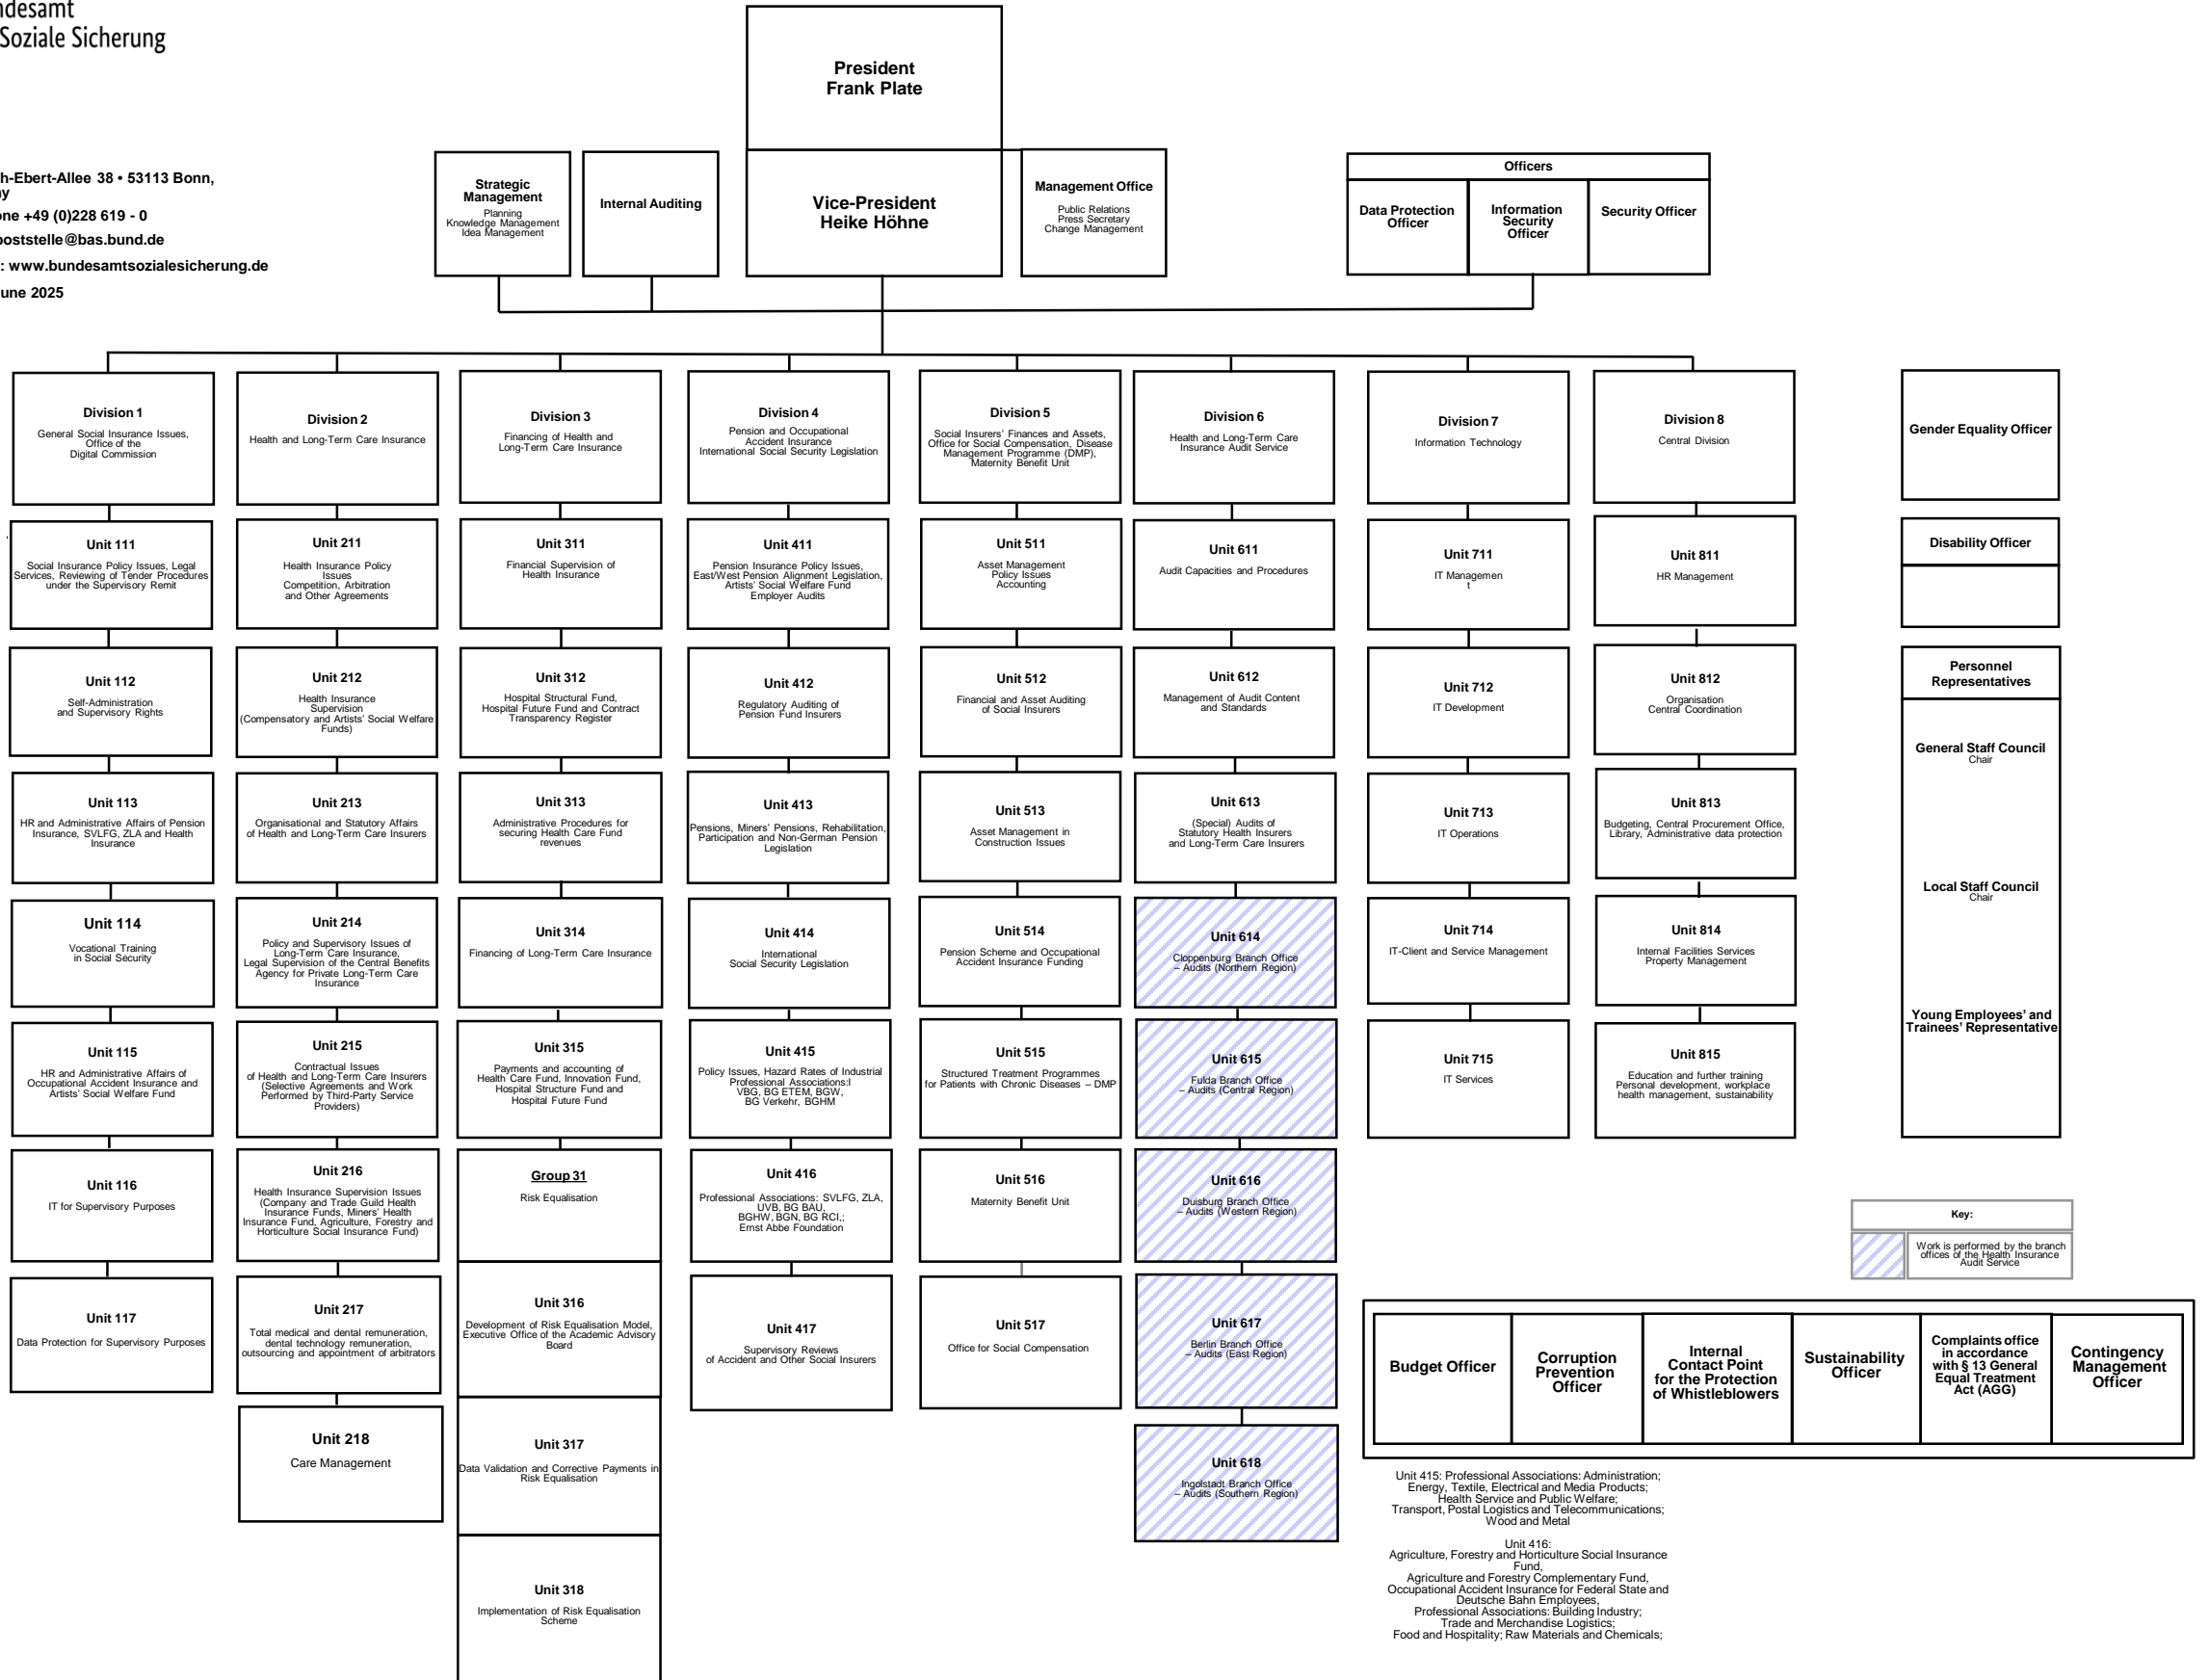 ndesamt
Soziale Sicherung
h-Ebert-Allee 38 • 53113 Bonn,
ny
one +49 (0)228 619 - 0
poststelle@bas.bund.de
: www.bundesamtsozialesicherung.de
une 2025
President
Frank Plate
Vice-President
Heike Höhne
Strategic
Management
Planning
Knowledge Management
Idea Management
Internal Auditing
Management Office
Public Relations
Press Secretary
Change Management
Officers
Data Protection
Officer
Information
Security
Officer
Security Officer
Division 1
General Social Insurance Issues,
Office of the
Digital Commission
Unit 111
Social Insurance Policy Issues, Legal
Services, Reviewing of Tender Procedures
under the Supervisory Remit
Unit 112
Self-Administration
and Supervisory Rights
Unit 113
HR and Administrative Affairs of Pension
Insurance, SVLFG, ZLA and Health
Insurance
Unit 114
Vocational Training
in Social Security
Unit 115
HR and Administrative Affairs of
Occupational Accident Insurance and
Artists' Social Welfare Fund
Unit 116
IT for Supervisory Purposes
Unit 117
Data Protection for Supervisory Purposes
Division 2
Health and Long-Term Care Insurance
Unit 211
Health Insurance Policy
Issues
Competition, Arbitration
and Other Agreements
Unit 212
Health Insurance
Supervision
(Compensatory and Artists' Social Welfare
Funds)
Unit 213
Organisational and Statutory Affairs
of Health and Long-Term Care Insurers
Unit 214
Policy and Supervisory Issues of
Long-Term Care Insurance,
Legal Supervision of the Central Benefits
Agency for Private Long-Term Care
Insurance
Unit 215
Contractual Issues
of Health and Long-Term Care Insurers
(Selective Agreements and Work
Performed by Third-Party Service
Providers)
Unit 216
Health Insurance Supervision Issues
(Company and Trade Guild Health
Insurance Funds, Miners' Health
Insurance Fund, Agriculture, Forestry and
Horticulture Social Insurance Fund)
Unit 217
Total medical and dental remuneration,
dental technology remuneration,
outsourcing and appointment of arbitrators
Unit 218
Care Management
Division 3
Financing of Health and
Long-Term Care Insurance
Unit 311
Financial Supervision of
Health Insurance
Unit 312
Hospital Structural Fund,
Hospital Future Fund and Contract
Transparency Register
Unit 313
Administrative Procedures for
securing Health Care Fund
revenues
Unit 314
Financing of Long-Term Care Insurance
Unit 315
Payments and accounting of
Health Care Fund, Innovation Fund,
Hospital Structure Fund and
Hospital Future Fund
Group 31
Risk Equalisation
Unit 316
Development of Risk Equalisation Model,
Executive Office of the Academic Advisory
Board
Unit 317
Data Validation and Corrective Payments in
Risk Equalisation
Unit 318
Implementation of Risk Equalisation
Scheme
Division 4
Pension and Occupational
Accident Insurance
International Social Security Legislation
Unit 411
Pension Insurance Policy Issues,
East/West Pension Alignment Legislation,
Artists' Social Welfare Fund
Employer Audits
Unit 412
Regulatory Auditing of
Pension Fund Insurers
Unit 413
Pensions, Miners' Pensions, Rehabilitation,
Participation and Non-German Pension
Legislation
Unit 414
International
Social Security Legislation
Unit 415
Policy Issues, Hazard Rates of Industrial
Professional Associations:l
VBG, BG ETEM, BGW,
BG Verkehr, BGHM
Unit 416
Professional Associations: SVLFG, ZLA,
UVB, BG BAU,
BGHW, BGN, BG RCI,;
Ernst Abbe Foundation
Unit 417
Supervisory Reviews
of Accident and Other Social Insurers
Division 5
Social Insurers' Finances and Assets,
Office for Social Compensation, Disease
Management Programme (DMP),
Maternity Benefit Unit
Unit 511
Asset Management
Policy Issues
Accounting
Unit 512
Financial and Asset Auditing
of Social Insurers
Unit 513
Asset Management in
Construction Issues
Unit 514
Pension Scheme and Occupational
Accident Insurance Funding
Unit 515
Structured Treatment Programmes
for Patients with Chronic Diseases – DMP
Unit 516
Maternity Benefit Unit
Unit 517
Office for Social Compensation
Division 6
Health and Long-Term Care
Insurance Audit Service
Unit 611
Audit Capacities and Procedures
Unit 612
Management of Audit Content
and Standards
Unit 613
(Special) Audits of
Statutory Health Insurers
and Long-Term Care Insurers
Unit 614
Cloppenburg Branch Office
– Audits (Northern Region)
Unit 615
Fulda Branch Office
– Audits (Central Region)
Unit 616
Duisburg Branch Office
– Audits (Western Region)
Unit 617
Berlin Branch Office
– Audits (East Region)
Unit 618
Ingolstadt Branch Office
– Audits (Southern Region)
Division 7
Information Technology
Unit 711
IT Managemen
t
Unit 712
IT Development
Unit 713
IT Operations
Unit 714
IT-Client and Service Management
Unit 715
IT Services
Division 8
Central Division
Unit 811
HR Management
Unit 812
Organisation
Central Coordination
Unit 813
Budgeting, Central Procurement Office,
Library, Administrative data protection
Unit 814
Internal Facilities Services
Property Management
Unit 815
Education and further training
Personal development, workplace
health management, sustainability
Gender Equality Officer
Disability Officer
Personnel
Representatives
General Staff Council
Chair
Local Staff Council
Chair
Young Employees' and
Trainees' Representative
Key:
Work is performed by the branch
offices of the Health Insurance
Audit Service
Budget Officer
Corruption
Prevention
Officer
Internal
Contact Point
for the Protection
of Whistleblowers
Sustainability
Officer
Complaints office
in accordance
with § 13 General
Equal Treatment
Act (AGG)
Contingency
Management
Officer
Unit 415: Professional Associations: Administration;
Energy, Textile, Electrical and Media Products;
Health Service and Public Welfare;
Transport, Postal Logistics and Telecommunications;
Wood and Metal
Unit 416:
Agriculture, Forestry and Horticulture Social Insurance
Fund,
Agriculture and Forestry Complementary Fund,
Occupational Accident Insurance for Federal State and
Deutsche Bahn Employees,
Professional Associations: Building Industry;
Trade and Merchandise Logistics;
Food and Hospitality; Raw Materials and Chemicals;